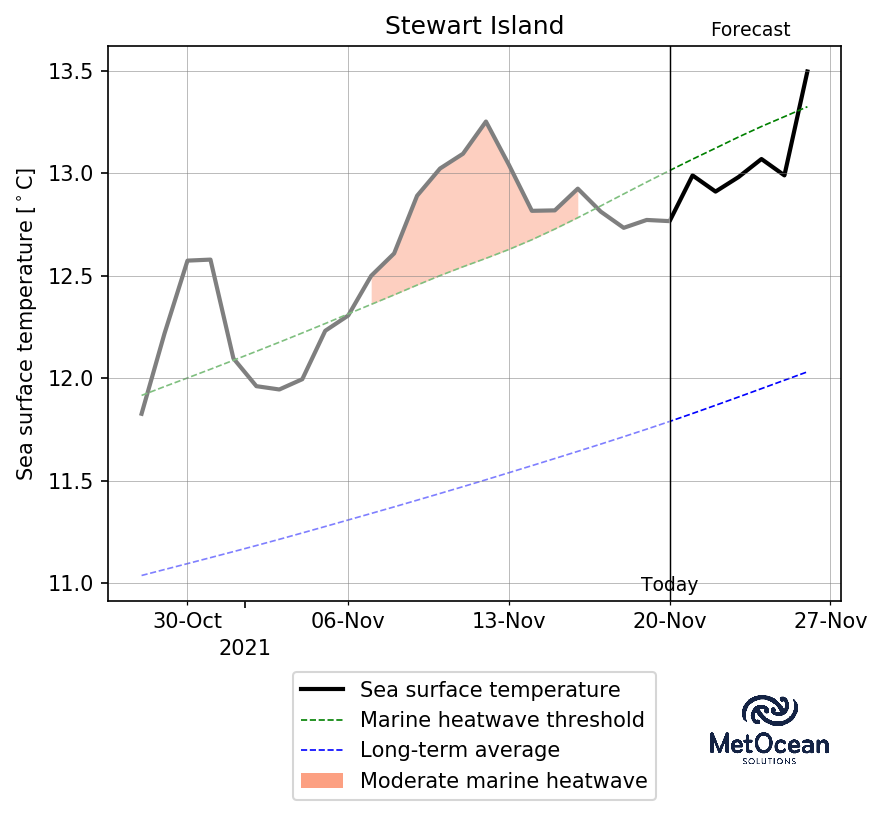 Stewart Island
Forecast
Sea surface temperature [˚C]
13.5
13.0
12.5
12.0
11.5
11.0
Today
30-Oct 06-Nov 13-Nov 20-Nov 27-Nov
2021
Sea surface temperature
Marine heatwave threshold
Long-term average
Moderate marine heatwave
MetOcean
SOLUTIONS